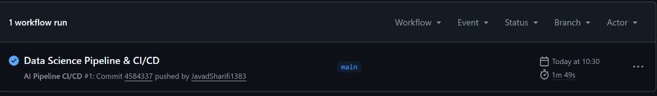 1 workflow run
Workflow Event Status Branch Actor
Data Science Pipeline & CI/CD
AI Pipeline CI/CD #1: Commit 4584337 pushed by JavadSharifi1383
main
Today at 10:30
1m 49s